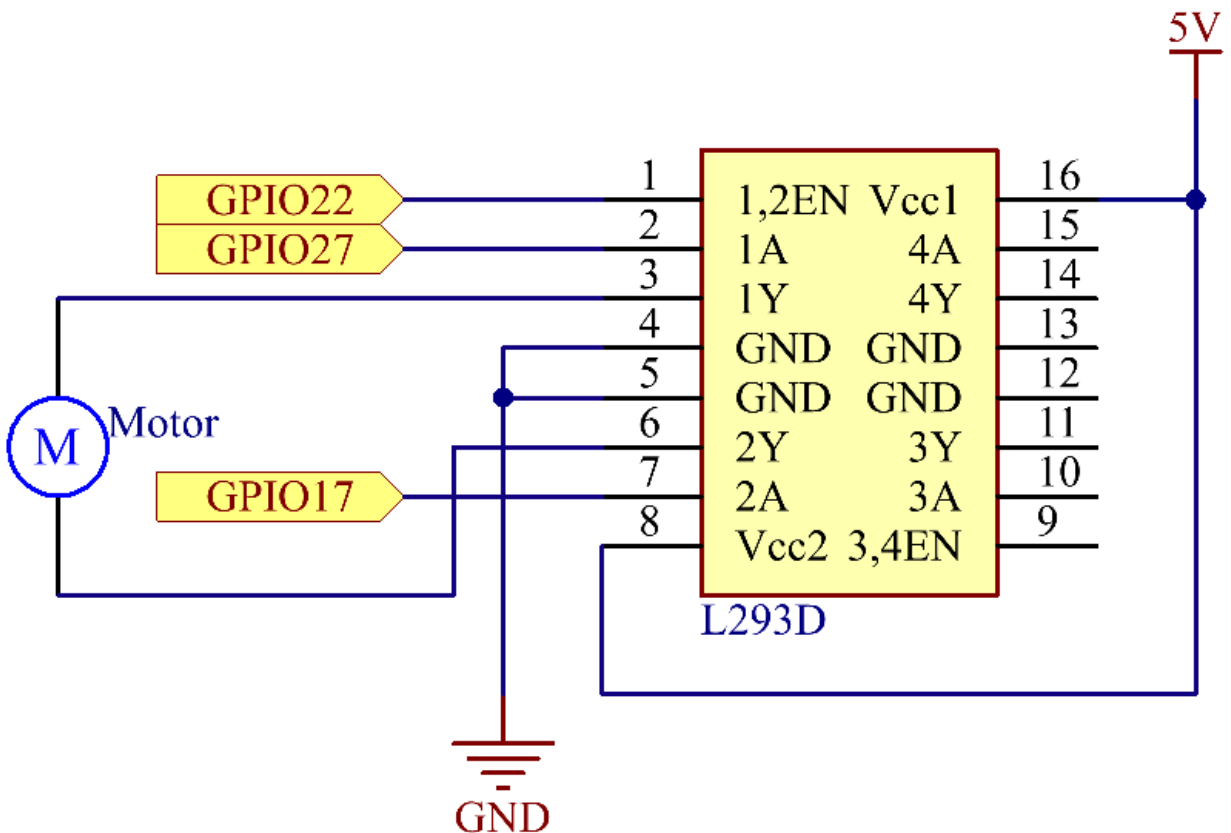 5V
1 16
GPIO22 1,2EN Vcc1
2 15
GPIO27 1A 4A
3 14
1Y 4Y
4 13
GND GND
5 12
GND GND
Motor
6 11
M 2Y 3Y
7 10
GPIO17 2A 3A
8 9
Vcc2 3,4EN
L293D
GND